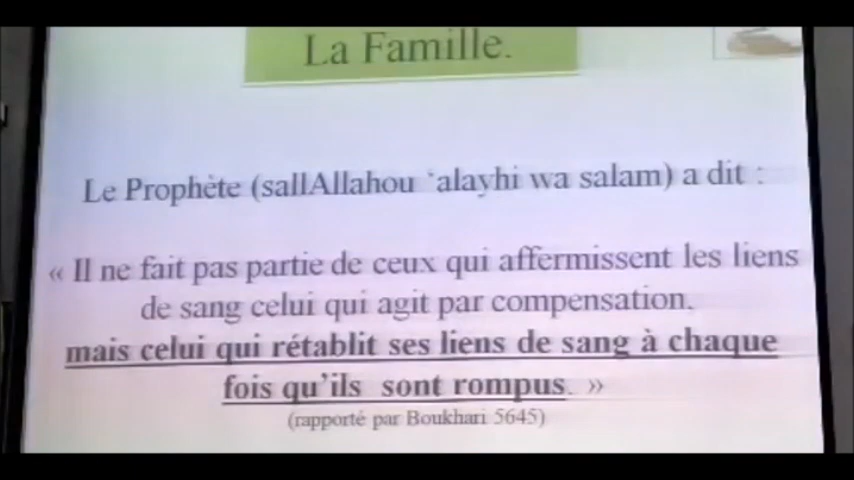 La Famille.
Le Prophète (sallAllahou ‘alayhi wa salam) a dit :
« Il ne fait pas partie de ceux qui affermissent les liens
de sang celui qui agit par compensation,
mais celui qui rétablit ses liens de sang à chaque
fois qu’ils sont rompus. »
(rapporté par Boukhari 5645)